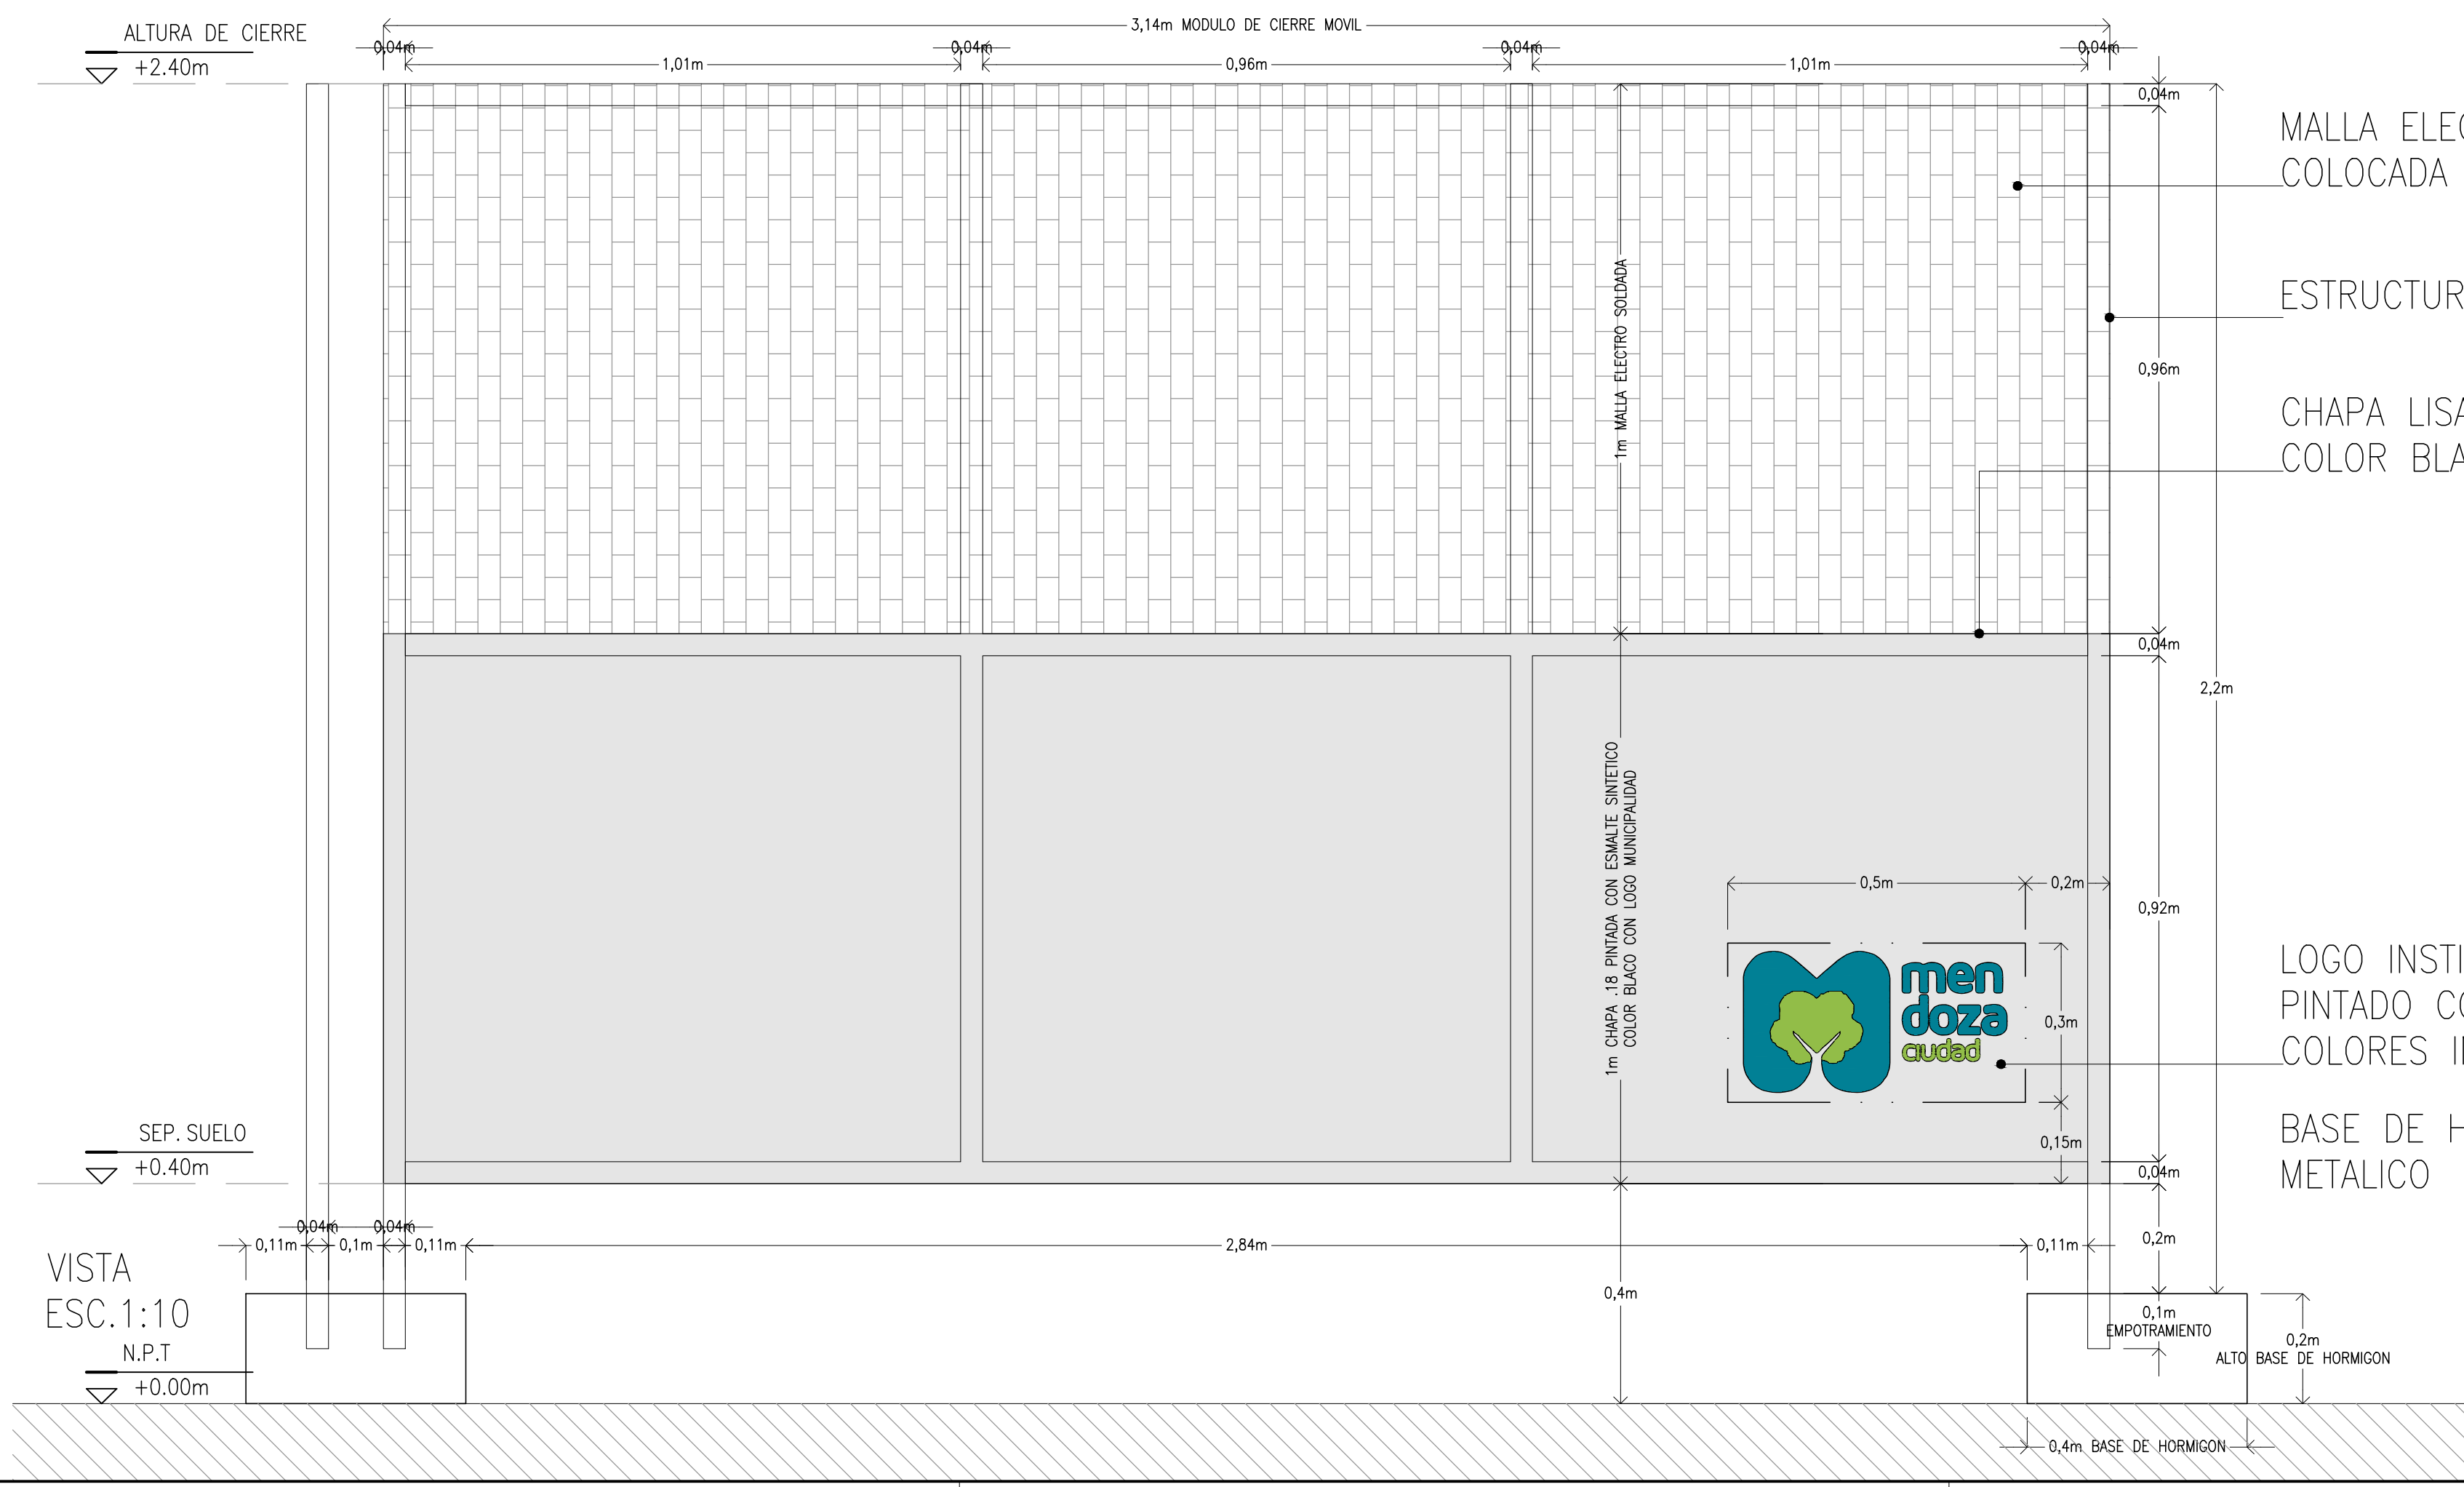 3,14m MODULO DE CIERRE MOVIL
ALTURA DE CIERRE
+2.40m
0,04m
0,04m
0,04m
0,04m
1,01m
0,96m
1,01m
0,04m
MALLA ELEC
COLOCADA
1m MALLA ELECTRO SOLDADA
ESTRUCTUR
0,96m
CHAPA LISA
COLOR BLA
0,04m
2,2m
1m CHAPA .18 PINTADA CON ESMALTE SINTETICO
COLOR BLACO CON LOGO MUNICIPALIDAD
0,5m
0,2m
0,92m
men
doza
ciudad
0,3m
LOGO INSTI
PINTADO CO
COLORES I
0,15m
0,04m
BASE DE H
METALICO
SEP. SUELO
+0.40m
0,04m
0,04m
0,11m
0,1m
0,11m
2,84m
0,11m
0,2m
VISTA
ESC.1:10
0,4m
0,1m
EMPOTRAMIENTO
0,2m
ALTO BASE DE HORMIGON
N.P.T
+0.00m
0,4m BASE DE HORMIGON